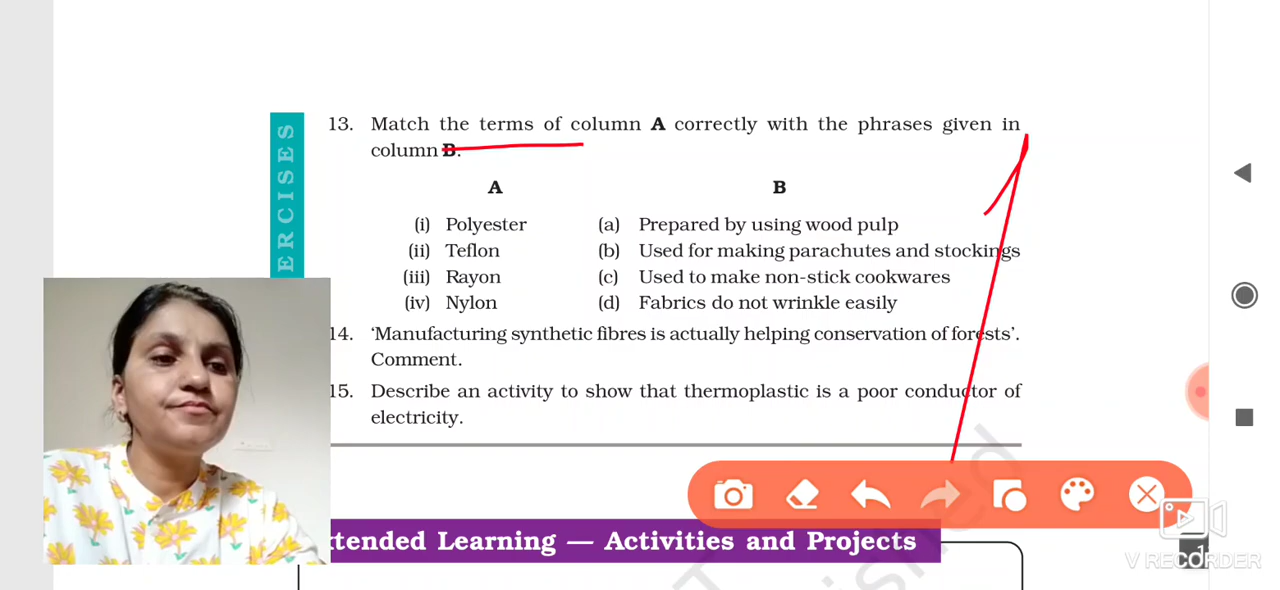 13. Match the terms of column A correctly with the phrases given in
column B.
A B
(i) Polyester (a) Prepared by using wood pulp
(ii) Teflon (b) Used for making parachutes and stockings
(iii) Rayon (c) Used to make non-stick cookwares
(iv) Nylon (d) Fabrics do not wrinkle easily
14. ‘Manufacturing synthetic fibres is actually helping conservation of forests’.
Comment.
15. Describe an activity to show that thermoplastic is a poor conductor of
electricity.
ERCISES
tended Learning — Activities and Projects
V RECORDER